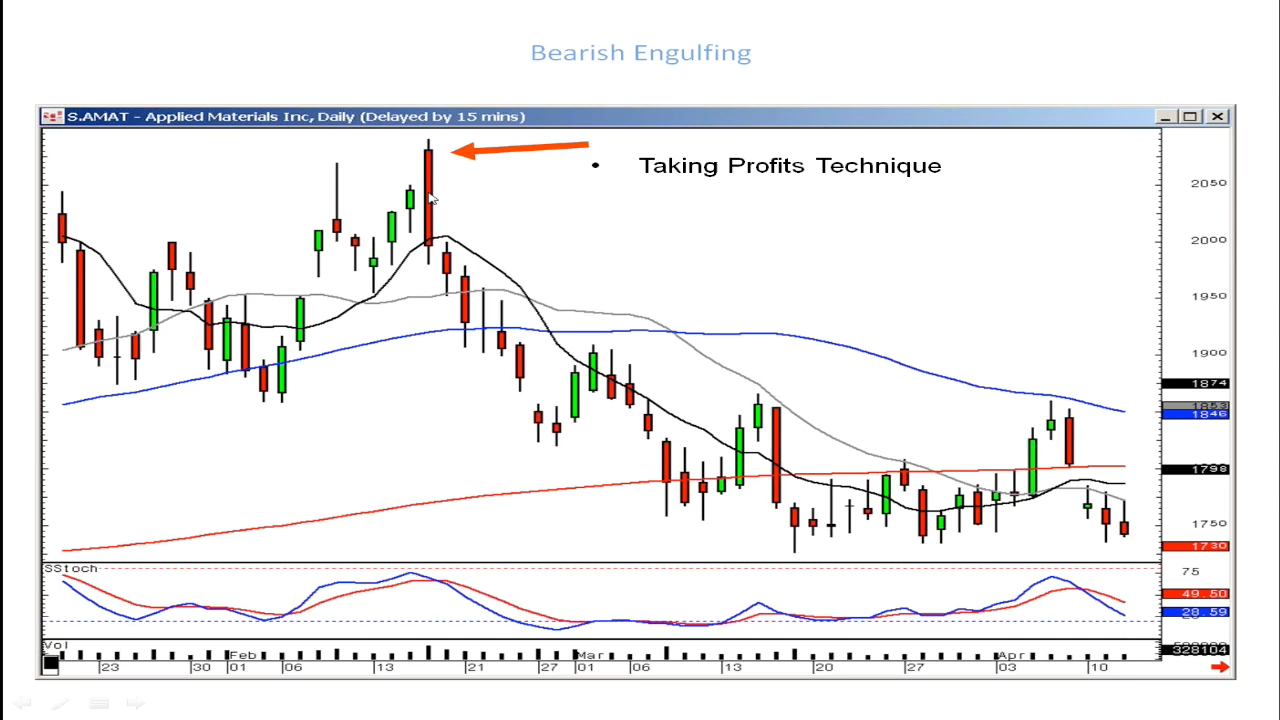 Bearish Engulfing
S.AMAT - Applied Materials Inc, Daily (Delayed by 15 mins)
• Taking Profits Technique
2050
2000
1950
1900
1874
1846
1798
1750
1730
SStoch
75
49.50
28.59
Vol
328104
23 30 Feb 01 06 13 21 27 Mar 01 06 13 20 27 Apr 03 10